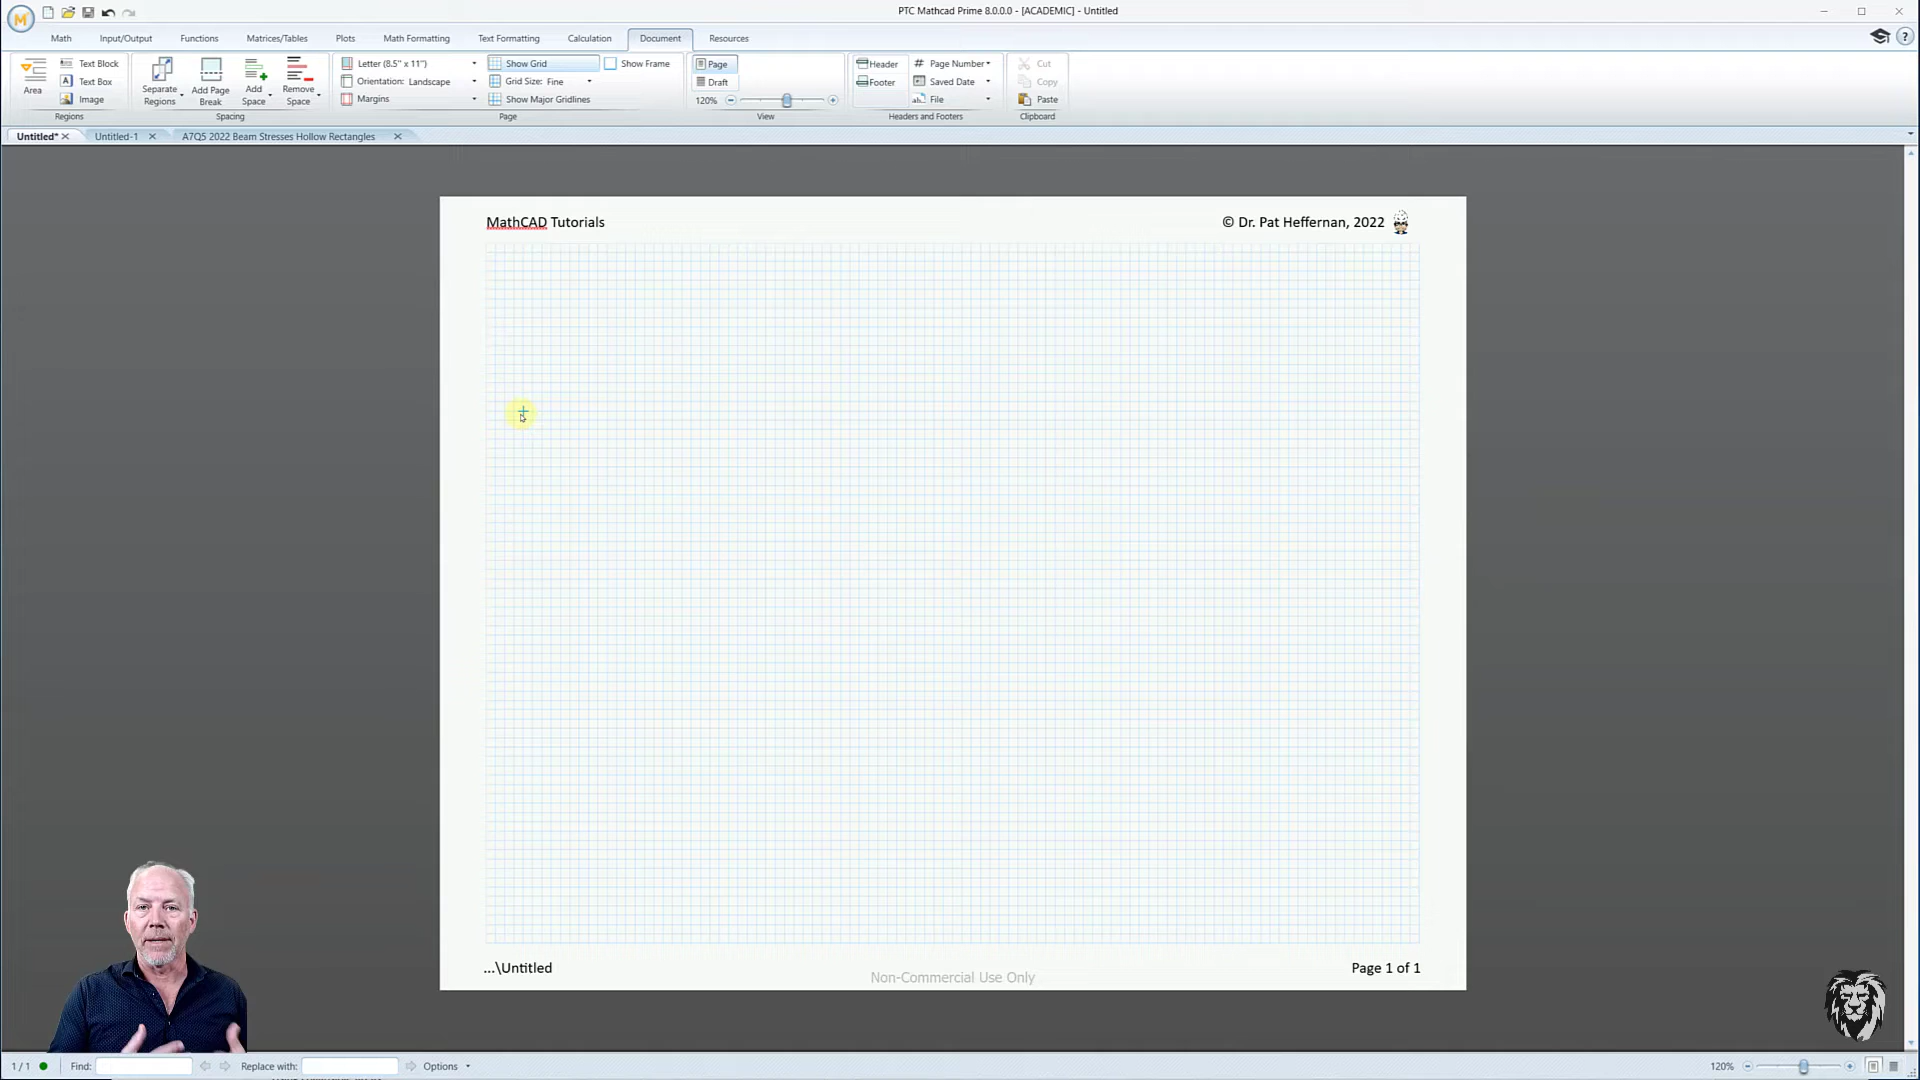 PTC Mathcad Prime 8.0.0.0 - [ACADEMIC] - Untitled
Math Input/Output Functions Matrices/Tables Plots Math Formatting Text Formatting Calculation Document Resources
Area
Text Block
Text Box
Image
Regions
Separate Regions
Add Page Break
Add Space
Remove Space
Spacing
Letter (8.5" x 11")
Orientation: Landscape
Margins
Show Grid
Grid Size: Fine
Show Major Gridlines
Show Frame
Page
Page
Draft
120%
View
Header
Footer
Page Number
Saved Date
File
Headers and Footers
Cut
Copy
Paste
Clipboard
Untitled*
Untitled-1
A7Q5 2022 Beam Stresses Hollow Rectangles
MathCAD Tutorials
© Dr. Pat Heffernan, 2022
...\Untitled
Page 1 of 1
Non-Commercial Use Only
1 / 1
Find:
Replace with:
Options
120%